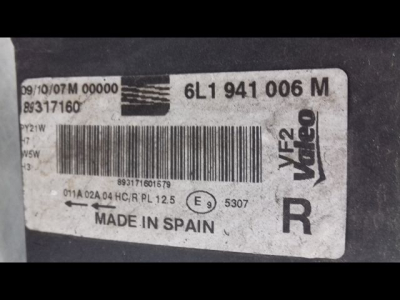 09/10/07 M 00000
89317160
6L1 941 006 M
PY21W
H7
W5W
H3
893171601679
VF2
Valeo
011A 02A 04 HC/R PL 12.5
E9
5307
MADE IN SPAIN
R